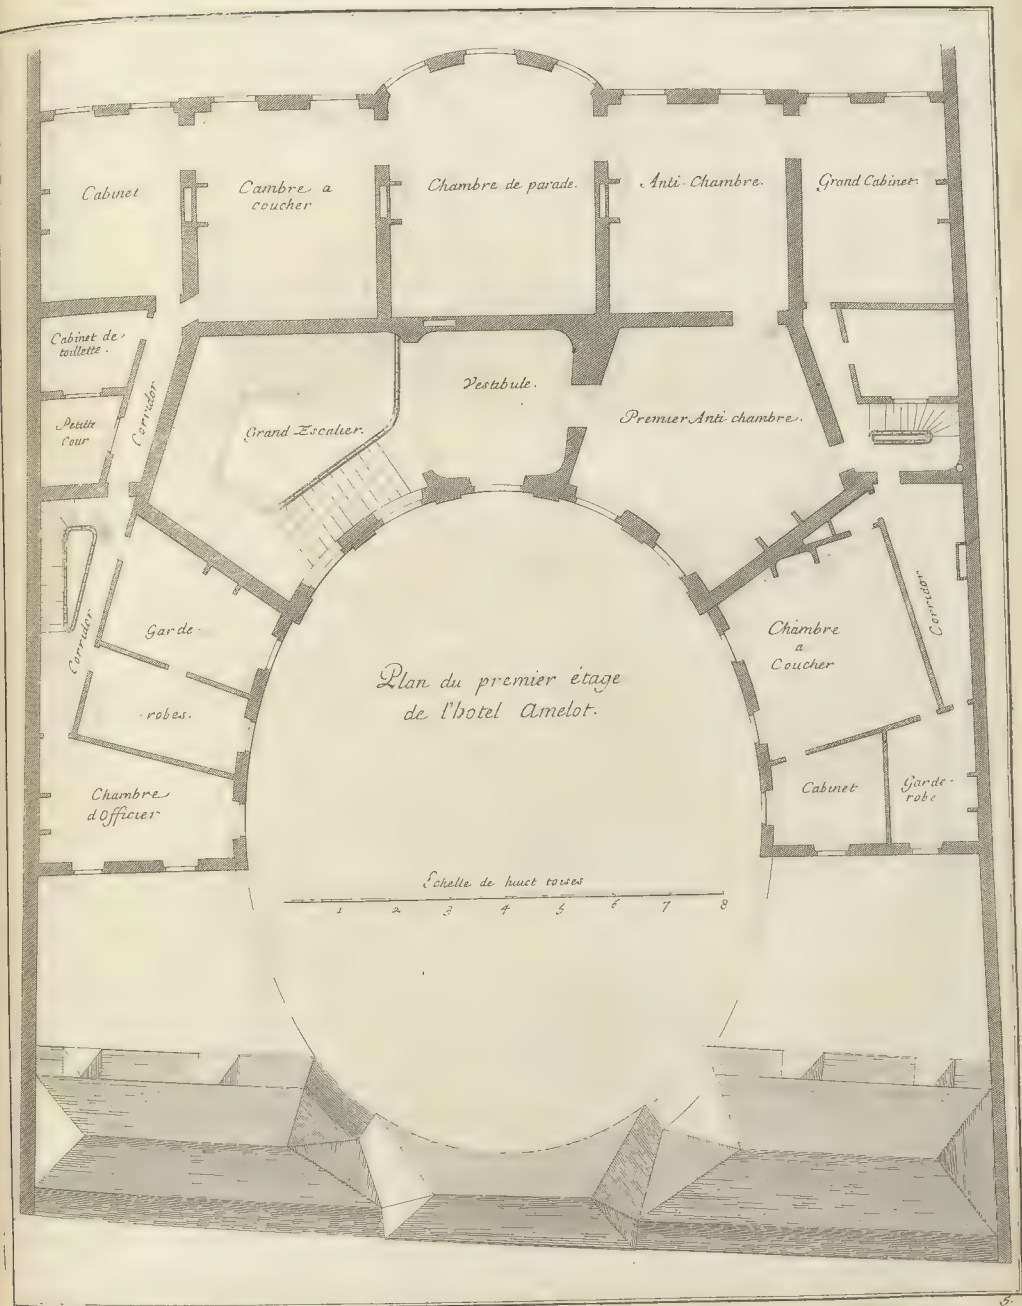 Cabinet
Cambre a
coucher
Chambre de parade.
Anti-Chambre.
Grand Cabinet.
Cabinet de
toillette.
Corridor
Petitte
Cour
Grand Escalier.
Vestibule.
Premier Anti chambre.
Corridor
Garde-
robes.
Chambre
d'Officier
Chambre
a
Coucher
Corridor
Cabinet
Garde-
robe
Plan du premier étage
de l'hotel Amelot.
Echelle de huict toises
1 2 3 4 5 6 7 8
5.